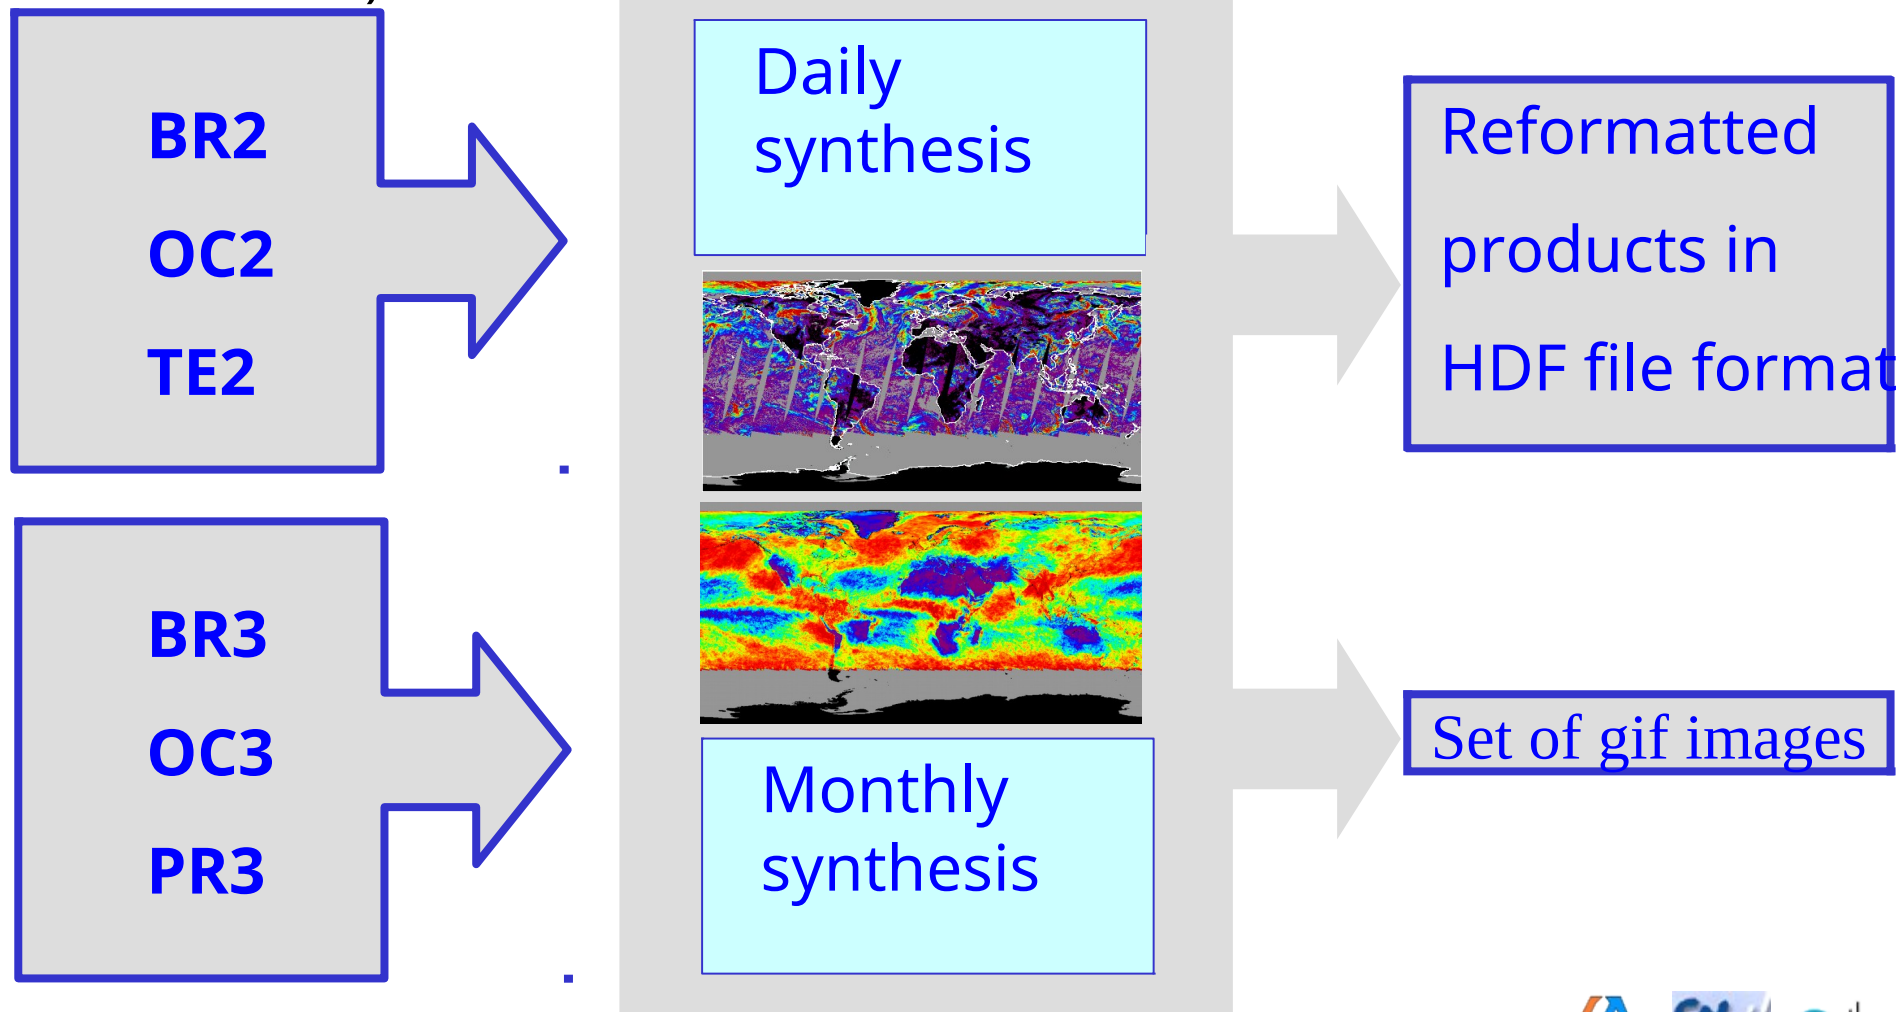 BR2
OC2
TE2
Daily
synthesis
Reformatted
products in
HDF file format
BR3
OC3
PR3
Monthly
synthesis
Set of gif images